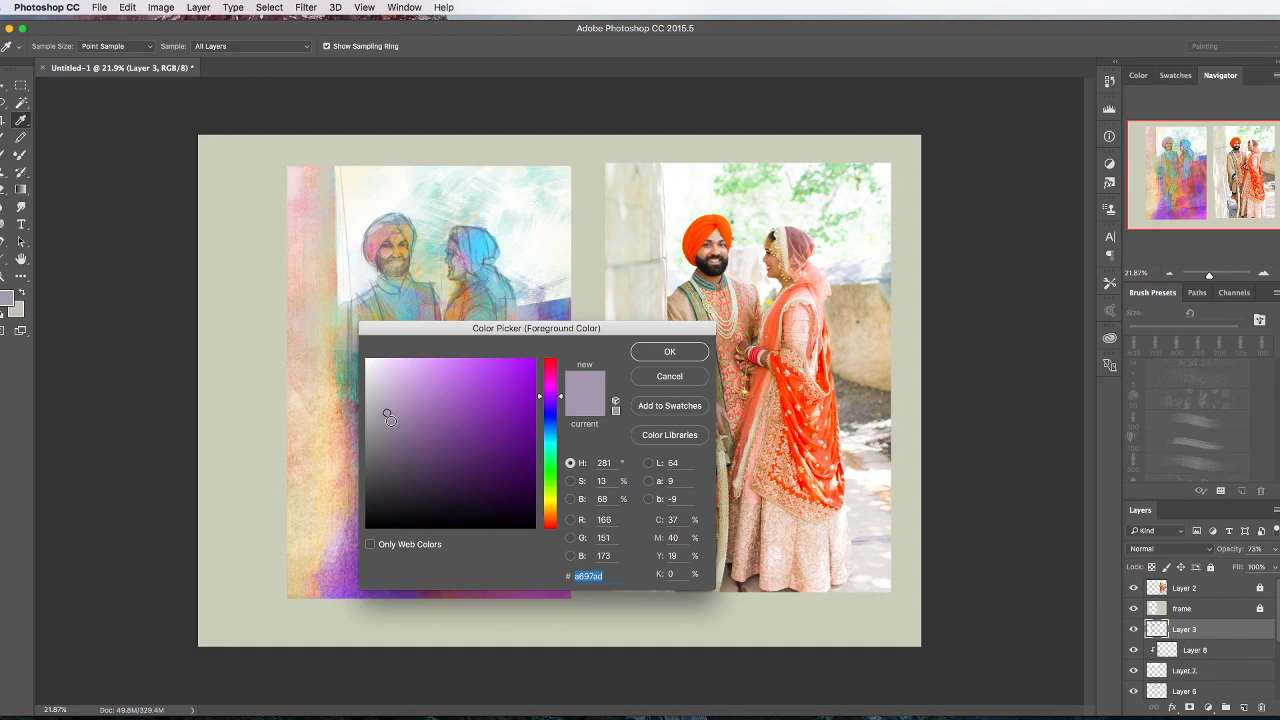 Photoshop CC File Edit Image Layer Type Select Filter 3D View Window Help
Adobe Photoshop CC 2015.5
Sample Size: Point Sample Sample: All Layers Show Sampling Ring Painting
Untitled-1 @ 21.9% (Layer 3, RGB/8) *
Color Swatches Navigator
21.87%
Brush Presets Paths Channels
Size:
Color Picker (Foreground Color)
new
current
OK
Cancel
Add to Swatches
Color Libraries
H: 281 ° L: 64
S: 13 % a: 9
B: 68 % b: -9
R: 166 C: 37 %
G: 151 M: 40 %
B: 173 Y: 19 %
# a697ad K: 0 %
Only Web Colors
Layers
Kind
Normal Opacity: 73%
Lock: Fill: 100%
Layer 2
frame
Layer 3
Layer 8
Layer 7
Layer 6
21.87% Doc: 49.8M/329.4M